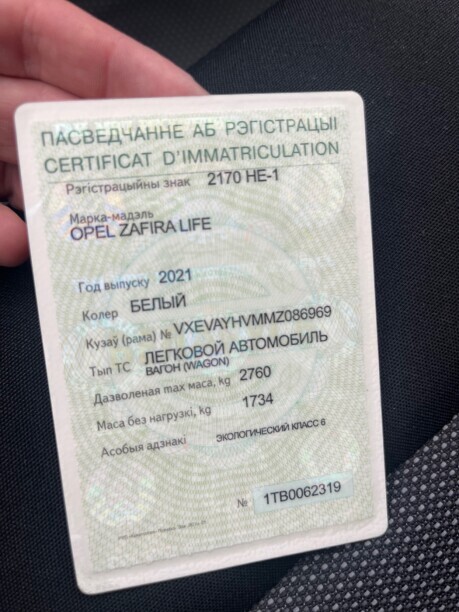 ПАСВЕДЧАННЕ АБ РЭГІСТРАЦЫІ
CERTIFICAT D'IMMATRICULATION
Рэгістрацыйны знак 2170 HE-1
Марка-мадэль
OPEL ZAFIRA LIFE
Год выпуску 2021
Колер БЕЛЫЙ
Кузаў (рама) № VXEVAYHVMMZ086969
Тып ТС ЛЕГКОВОЙ АВТОМОБИЛЬ
ВАГОН (WAGON)
Дазволеная max маса, kg 2760
Маса без нагрузкі, kg 1734
Асобыя адзнакі ЭКОЛОГИЧЕСКИЙ КЛАСС 6
№ 1TB0062319